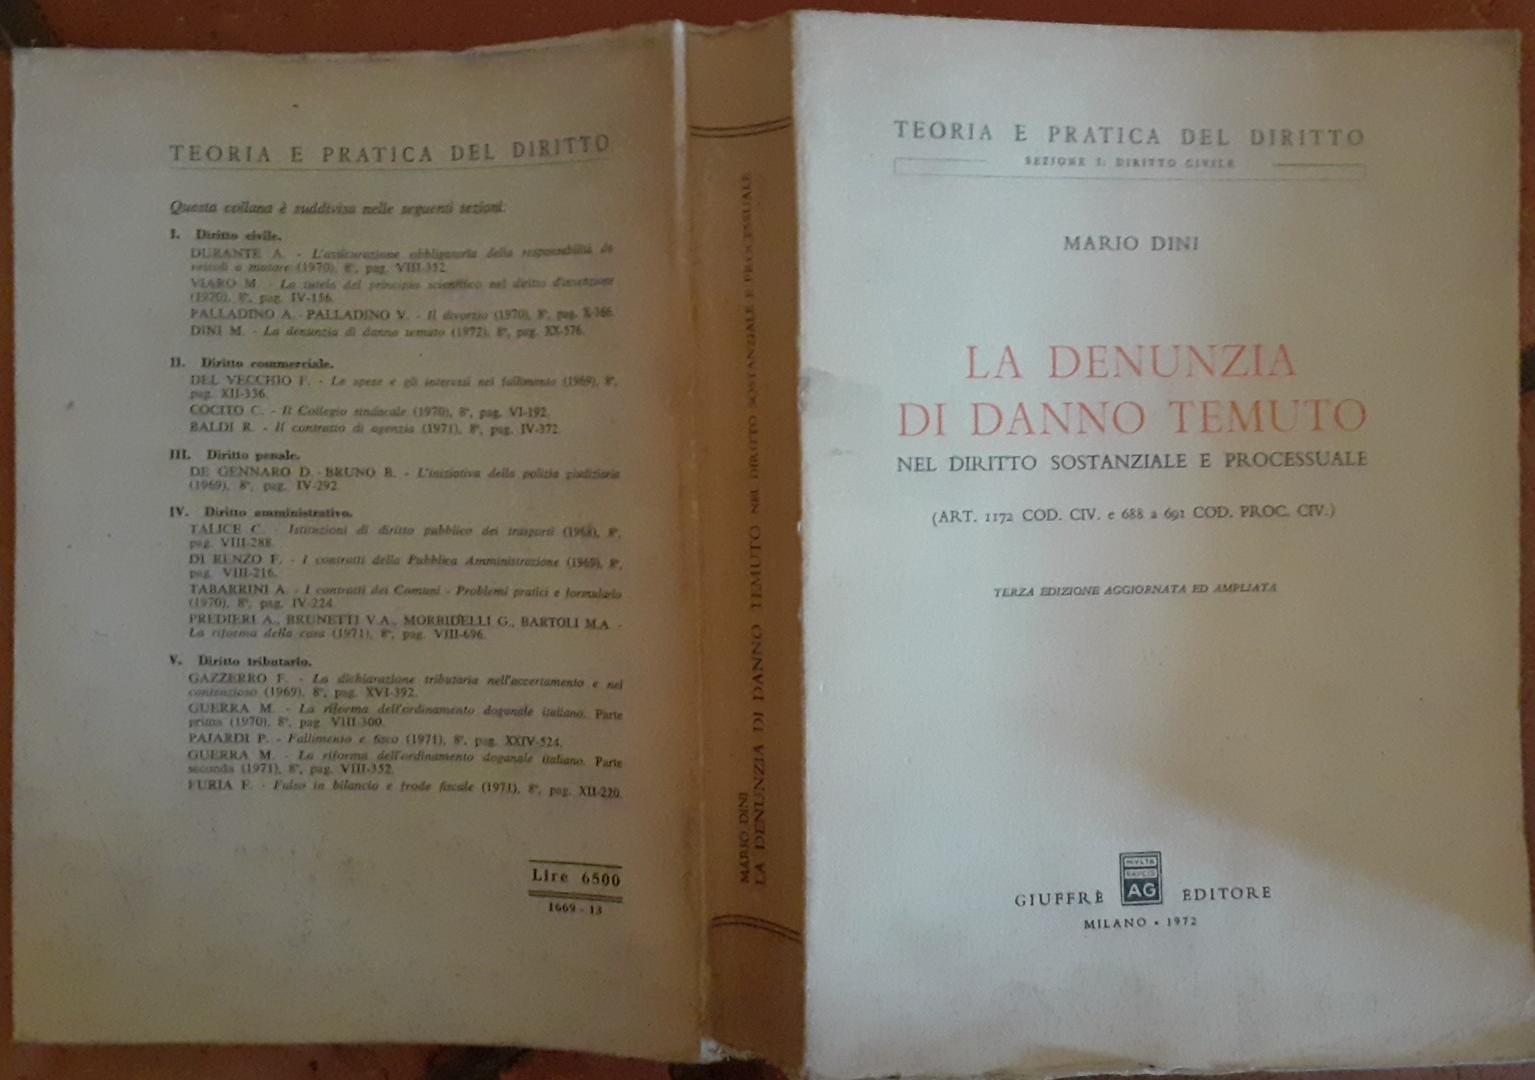 TEORIA E PRATICA DEL DIRITTO
Questa collana è suddivisa nelle seguenti sezioni:
I. Diritto civile.
DURANTE A. - L'assicurazione obbligatoria della responsabilità da
veicoli a motore (1970), 8°, pag. VIII-352.
VIARO M. - La tutela del principio scientifico nel diritto d'invenzione
(1970), 8°, pag. IV-156.
PALLADINO A. - PALLADINO V. - Il divorzio (1970), 8°, pag. X-366.
DINI M. - La denunzia di danno temuto (1972), 8°, pag. XX-576.
II. Diritto commerciale.
DEL VECCHIO F. - Le spese e gli interessi nel fallimento (1969), 8°,
pag. XII-336.
COCITO C. - Il Collegio sindacale (1970), 8°, pag. VI-192.
BALDI R. - Il contratto di agenzia (1971), 8°, pag. IV-372.
III. Diritto penale.
DE GENNARO D. - BRUNO B. - L'iniziativa della polizia giudiziaria
(1969), 8°, pag. IV-292.
IV. Diritto amministrativo.
TALICE C. - Istituzioni di diritto pubblico dei trasporti (1968), 8°,
pag. VIII-288.
DI RENZO F. - I contratti della Pubblica Amministrazione (1969), 8°,
pag. VIII-216.
TABARRINI A. - I contratti dei Comuni - Problemi pratici e formulario
(1970), 8°, pag. IV-224.
PREDIERI A., BRUNETTI V.A., MORBIDELLI G., BARTOLI M.A. -
La riforma della casa (1971), 8°, pag. VIII-696.
V. Diritto tributario.
GAZZERRO F. - La dichiarazione tributaria nell'accertamento e nel
contenzioso (1969), 8°, pag. XVI-392.
GUERRA M. - La riforma dell'ordinamento doganale italiano. Parte
prima (1970), 8°, pag. VIII-300.
PAJARDI P. - Fallimento e fisco (1971), 8°, pag. XXIV-524.
GUERRA M. - La riforma dell'ordinamento doganale italiano. Parte
seconda (1971), 8°, pag. VIII-352.
FURIA F. - Falso in bilancio e frode fiscale (1971), 8°, pag. XII-220.
Lire 6500
1669 - 13
MARIO DINI
LA DENUNZIA DI DANNO TEMUTO NEL DIRITTO SOSTANZIALE E PROCESSUALE
TEORIA E PRATICA DEL DIRITTO
SEZIONE I: DIRITTO CIVILE
MARIO DINI
LA DENUNZIA
DI DANNO TEMUTO
NEL DIRITTO SOSTANZIALE E PROCESSUALE
(ART. 1172 COD. CIV. e 688 a 691 COD. PROC. CIV.)
TERZA EDIZIONE AGGIORNATA ED AMPLIATA
MVLTA
PAVCIS
AG
GIUFFRÈ EDITORE
MILANO • 1972